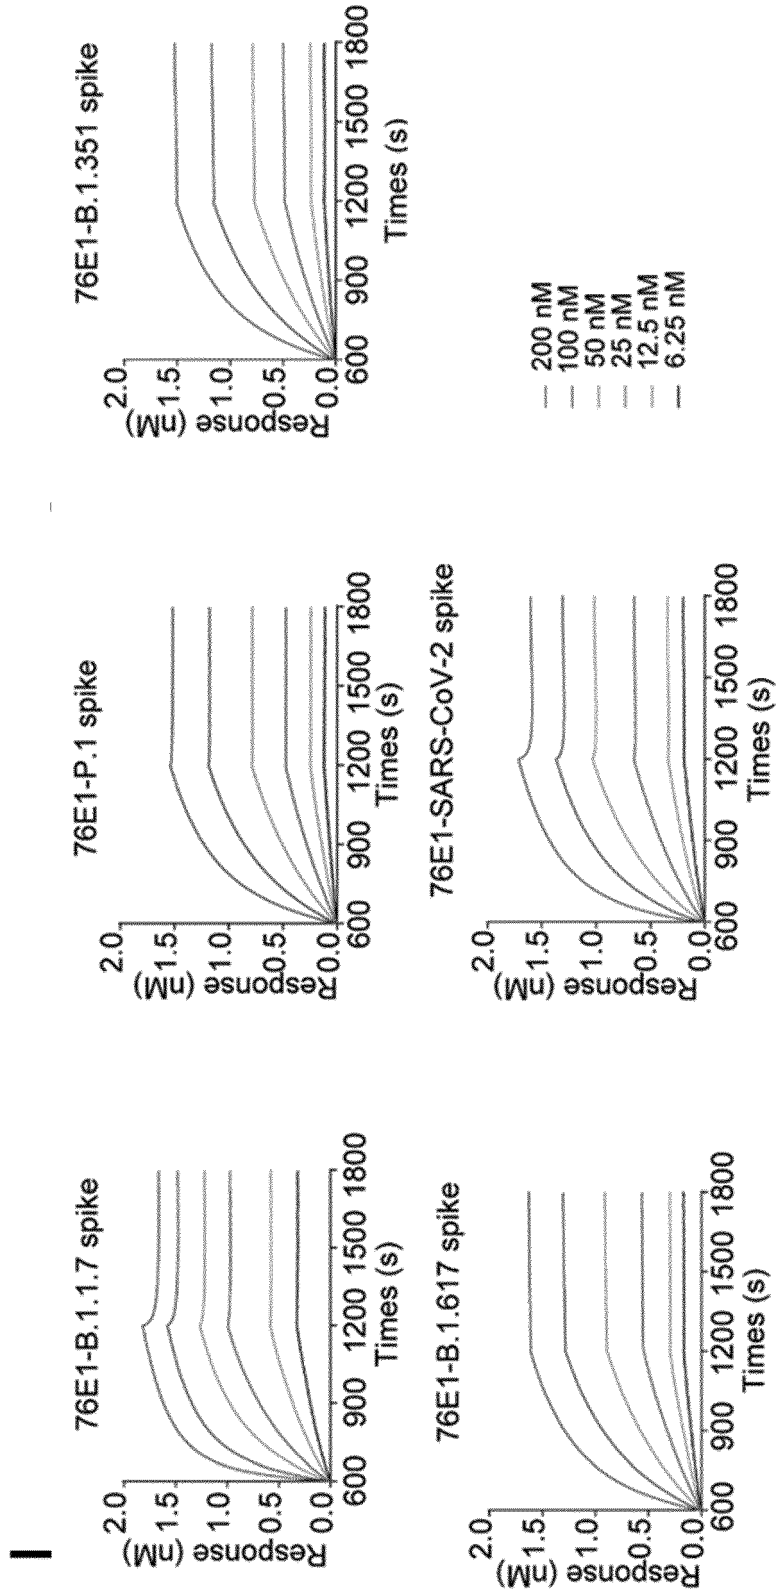 I
76E1-B.1.1.7 spike
Response (nM)
2.0
1.5
1.0
0.5
0.0
600 900 1200 1500 1800
Times (s)
76E1-P.1 spike
Response (nM)
2.0
1.5
1.0
0.5
0.0
600 900 1200 1500 1800
Times (s)
76E1-B.1.351 spike
Response (nM)
2.0
1.5
1.0
0.5
0.0
600 900 1200 1500 1800
Times (s)
76E1-B.1.617 spike
Response (nM)
2.0
1.5
1.0
0.5
0.0
600 900 1200 1500 1800
Times (s)
76E1-SARS-CoV-2 spike
Response (nM)
2.0
1.5
1.0
0.5
0.0
600 900 1200 1500 1800
Times (s)
200 nM
100 nM
50 nM
25 nM
12.5 nM
6.25 nM